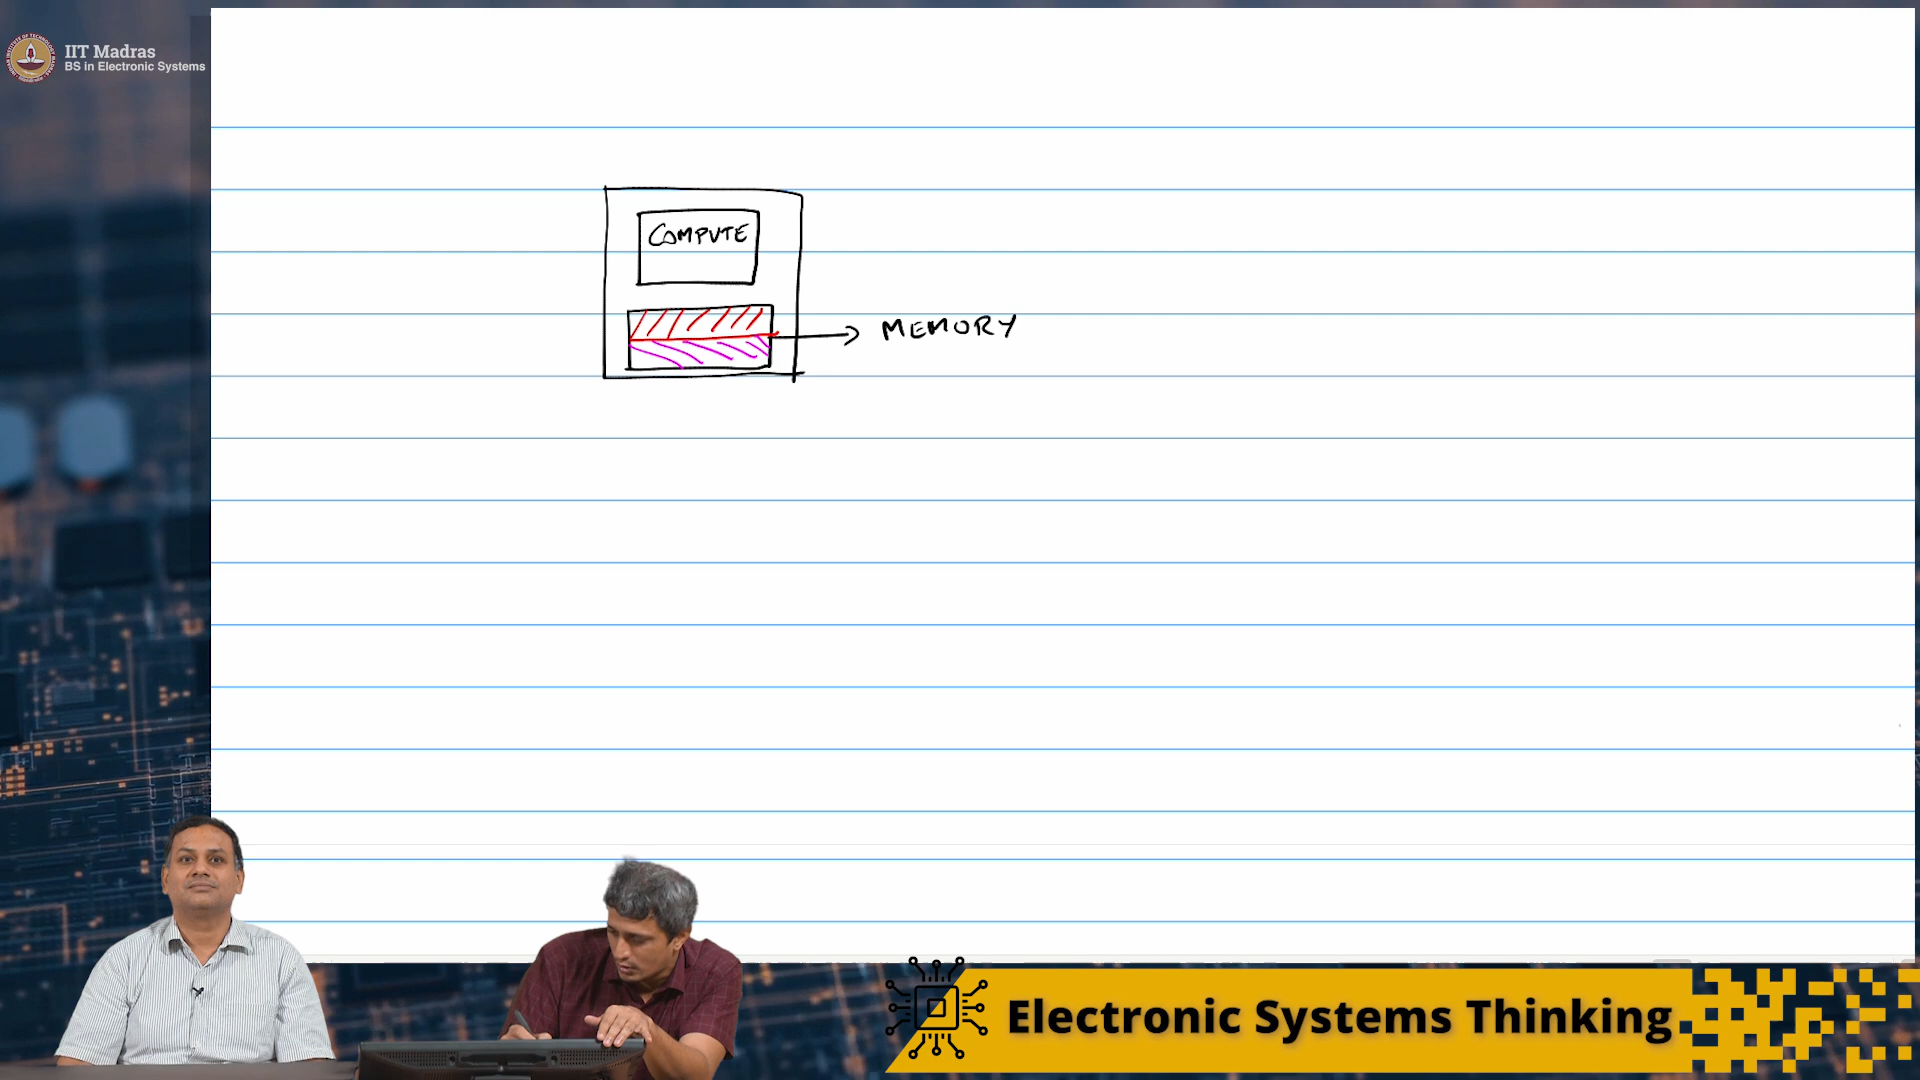 IIT Madras
BS in Electronic Systems
COMPUTE
MEMORY
Electronic Systems Thinking